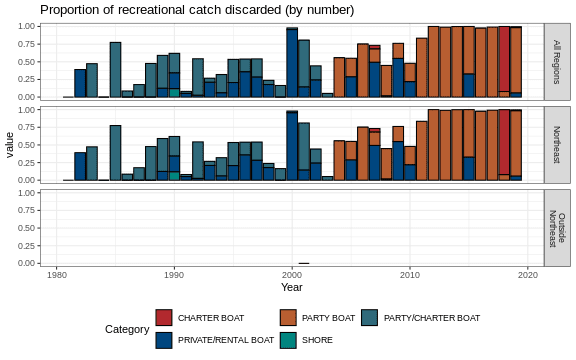 Proportion of recreational catch discarded (by number)
1.00
0.75
0.50
0.25
0.00
All Regions
1.00
0.75
0.50
0.25
0.00
Northeast
1.00
0.75
0.50
0.25
0.00
Outside
Northeast
value
1980
1990
2000
2010
2020
Year
Category
CHARTER BOAT
PARTY BOAT
PARTY/CHARTER BOAT
PRIVATE/RENTAL BOAT
SHORE